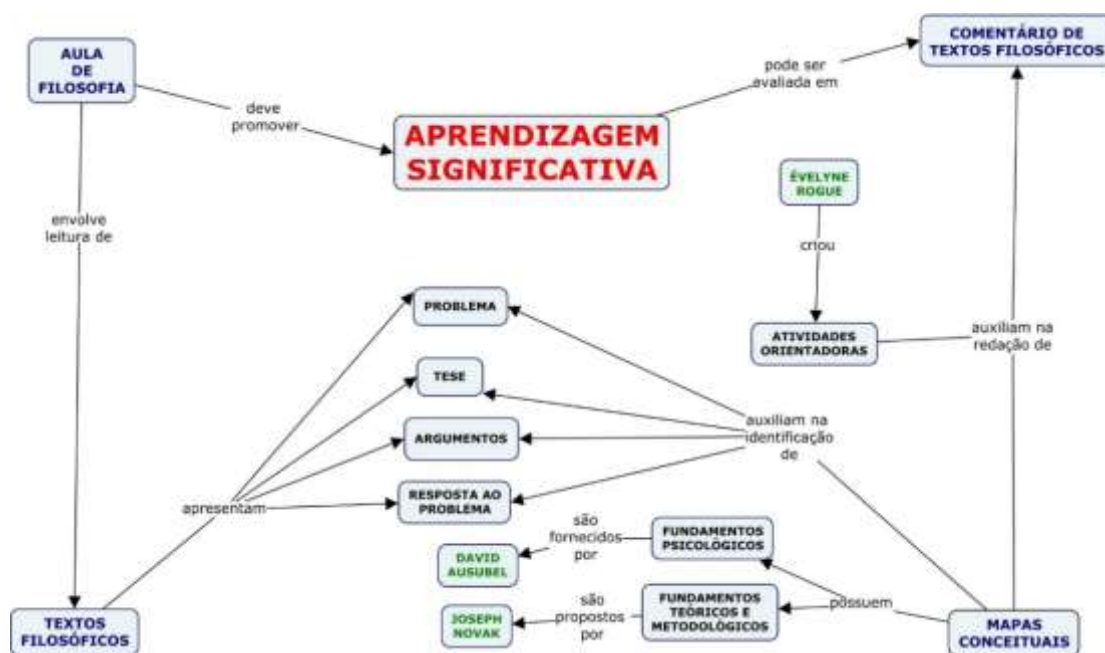 AULA
DE
FILOSOFIA
COMENTÁRIO DE
TEXTOS FILOSÓFICOS
pode ser
avaliada em
deve
promover
APRENDIZAGEM
SIGNIFICATIVA
ÉVELYNE
ROGUE
envolve
leitura de
criou
PROBLEMA
ATIVIDADES
ORIENTADORAS
auxiliam na
redação de
TESE
ARGUMENTOS
auxiliam na
identificação
de
RESPOSTA AO
PROBLEMA
apresentam
são
fornecidos
por
FUNDAMENTOS
PSICOLÓGICOS
DAVID
AUSUBEL
são
propostos
por
FUNDAMENTOS
TEÓRICOS E
METODOLÓGICOS
possuem
JOSEPH
NOVAK
TEXTOS
FILOSÓFICOS
MAPAS
CONCEITUAIS